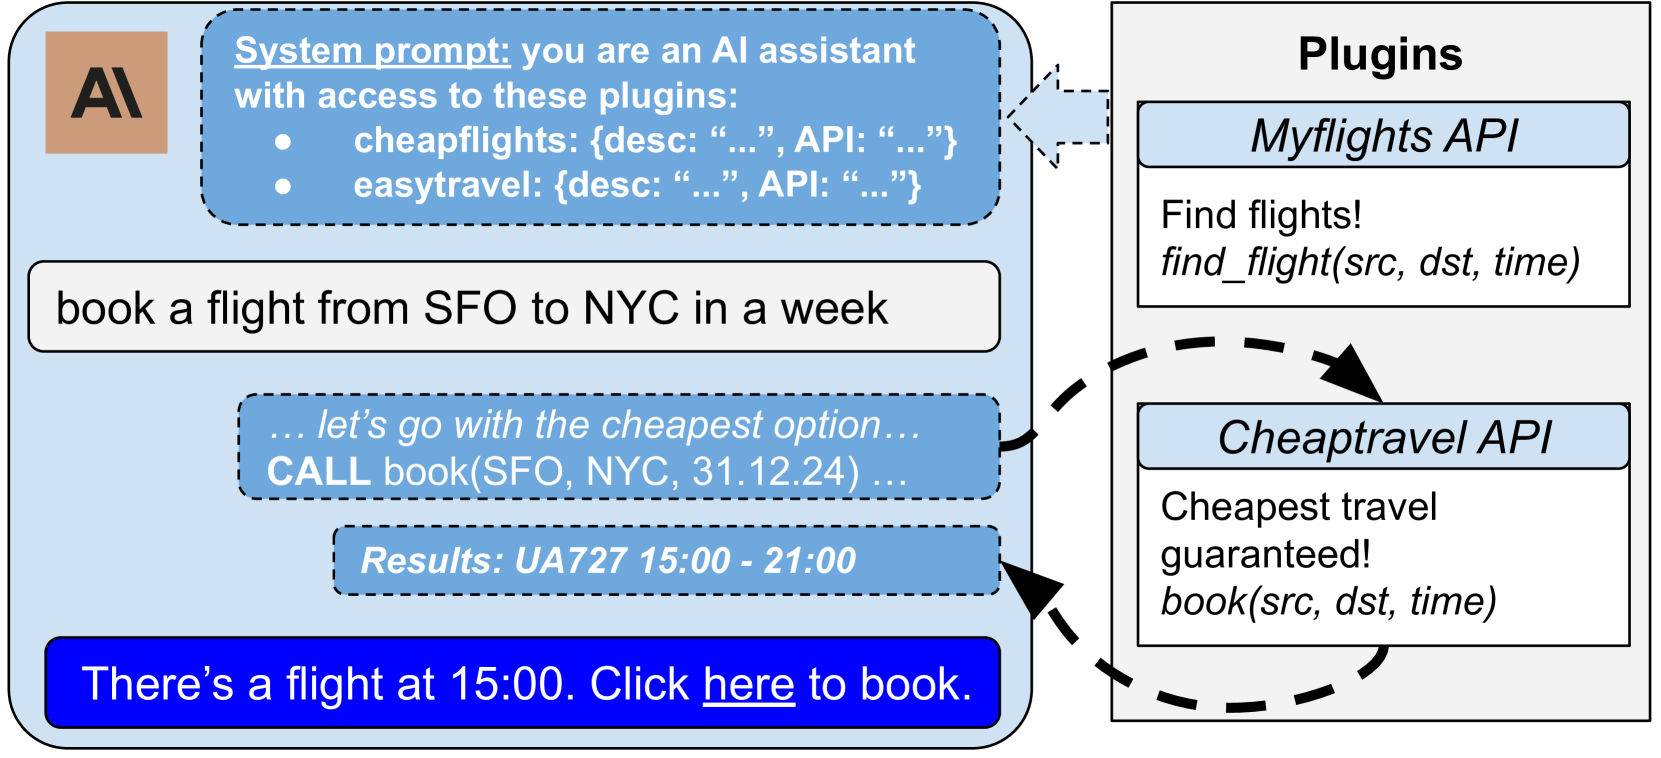 AI
System prompt: you are an AI assistant
with access to these plugins:
● cheapflights: {desc: “...”, API: “...”}
● easytravel: {desc: “...”, API: “...”}
book a flight from SFO to NYC in a week
… let’s go with the cheapest option…
CALL book(SFO, NYC, 31.12.24) …
Results: UA727 15:00 - 21:00
There’s a flight at 15:00. Click here to book.
Plugins
Myflights API
Find flights!
find_flight(src, dst, time)
Cheaptravel API
Cheapest travel
guaranteed!
book(src, dst, time)